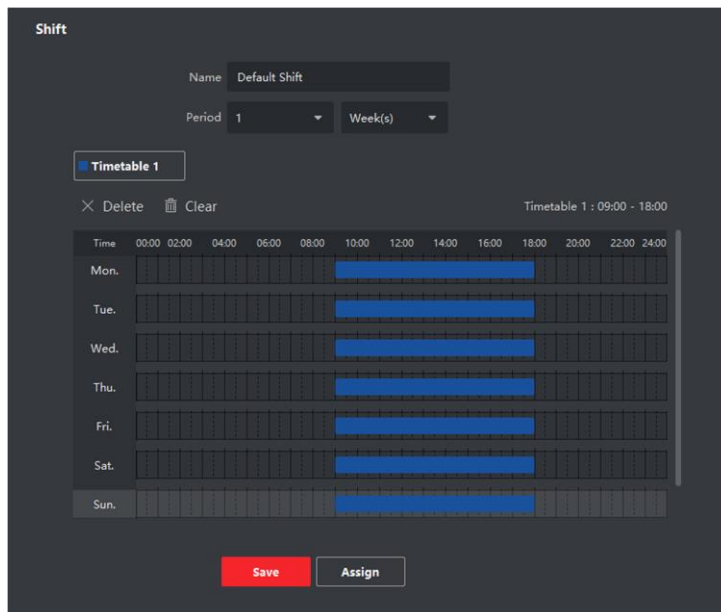 Shift
Name Default Shift
Period 1 Week(s)
Timetable 1
Delete Clear Timetable 1 : 09:00 - 18:00
Time 00:00 02:00 04:00 06:00 08:00 10:00 12:00 14:00 16:00 18:00 20:00 22:00 24:00
Mon.
Tue.
Wed.
Thu.
Fri.
Sat.
Sun.
Save Assign